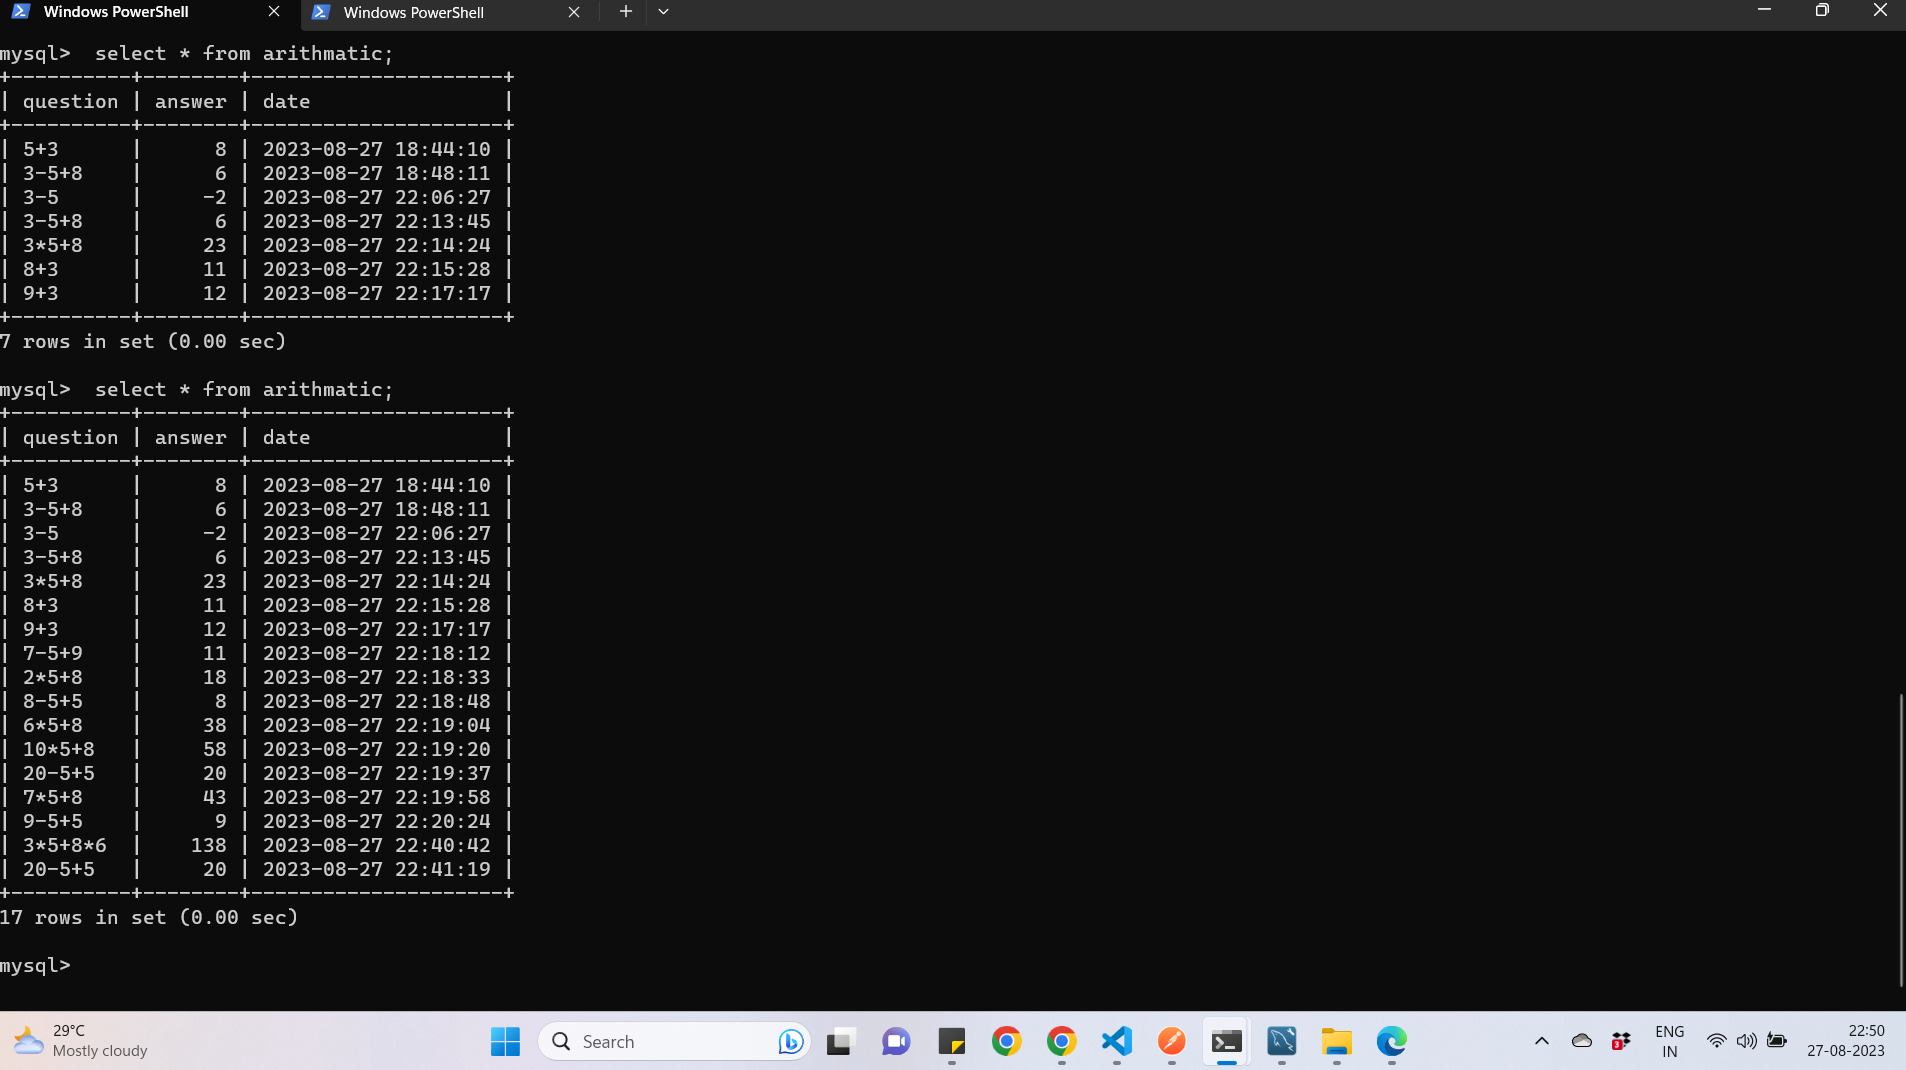 Windows PowerShell Windows PowerShell
mysql>  select * from arithmatic;
+----------+--------+---------------------+
| question | answer | date                |
+----------+--------+---------------------+
| 5+3      |      8 | 2023-08-27 18:44:10 |
| 3-5+8    |      6 | 2023-08-27 18:48:11 |
| 3-5      |     -2 | 2023-08-27 22:06:27 |
| 3-5+8    |      6 | 2023-08-27 22:13:45 |
| 3*5+8    |     23 | 2023-08-27 22:14:24 |
| 8+3      |     11 | 2023-08-27 22:15:28 |
| 9+3      |     12 | 2023-08-27 22:17:17 |
+----------+--------+---------------------+
7 rows in set (0.00 sec)
mysql>  select * from arithmatic;
+----------+--------+---------------------+
| question | answer | date                |
+----------+--------+---------------------+
| 5+3      |      8 | 2023-08-27 18:44:10 |
| 3-5+8    |      6 | 2023-08-27 18:48:11 |
| 3-5      |     -2 | 2023-08-27 22:06:27 |
| 3-5+8    |      6 | 2023-08-27 22:13:45 |
| 3*5+8    |     23 | 2023-08-27 22:14:24 |
| 8+3      |     11 | 2023-08-27 22:15:28 |
| 9+3      |     12 | 2023-08-27 22:17:17 |
| 7-5+9    |     11 | 2023-08-27 22:18:12 |
| 2*5+8    |     18 | 2023-08-27 22:18:33 |
| 8-5+5    |      8 | 2023-08-27 22:18:48 |
| 6*5+8    |     38 | 2023-08-27 22:19:04 |
| 10*5+8   |     58 | 2023-08-27 22:19:20 |
| 20-5+5   |     20 | 2023-08-27 22:19:37 |
| 7*5+8    |     43 | 2023-08-27 22:19:58 |
| 9-5+5    |      9 | 2023-08-27 22:20:24 |
| 3*5+8*6  |    138 | 2023-08-27 22:40:42 |
| 20-5+5   |     20 | 2023-08-27 22:41:19 |
+----------+--------+---------------------+
17 rows in set (0.00 sec)
mysql>
29°C
Mostly cloudy
Search
3
ENG
IN
22:50
27-08-2023